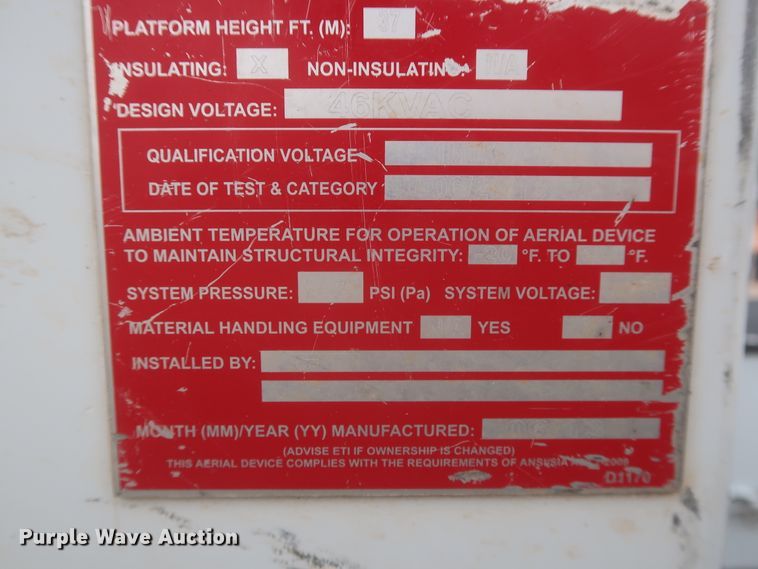 PLATFORM HEIGHT FT. (M): 37
INSULATING: X NON-INSULATING: N/A
DESIGN VOLTAGE: 46KVAC
QUALIFICATION VOLTAGE
DATE OF TEST & CATEGORY
AMBIENT TEMPERATURE FOR OPERATION OF AERIAL DEVICE
TO MAINTAIN STRUCTURAL INTEGRITY: -20 °F. TO °F.
SYSTEM PRESSURE: PSI (Pa) SYSTEM VOLTAGE:
MATERIAL HANDLING EQUIPMENT YES NO
INSTALLED BY:
MONTH (MM)/YEAR (YY) MANUFACTURED:
(ADVISE ETI IF OWNERSHIP IS CHANGED)
THIS AERIAL DEVICE COMPLIES WITH THE REQUIREMENTS OF 2009
D1170
Purple Wave Auction